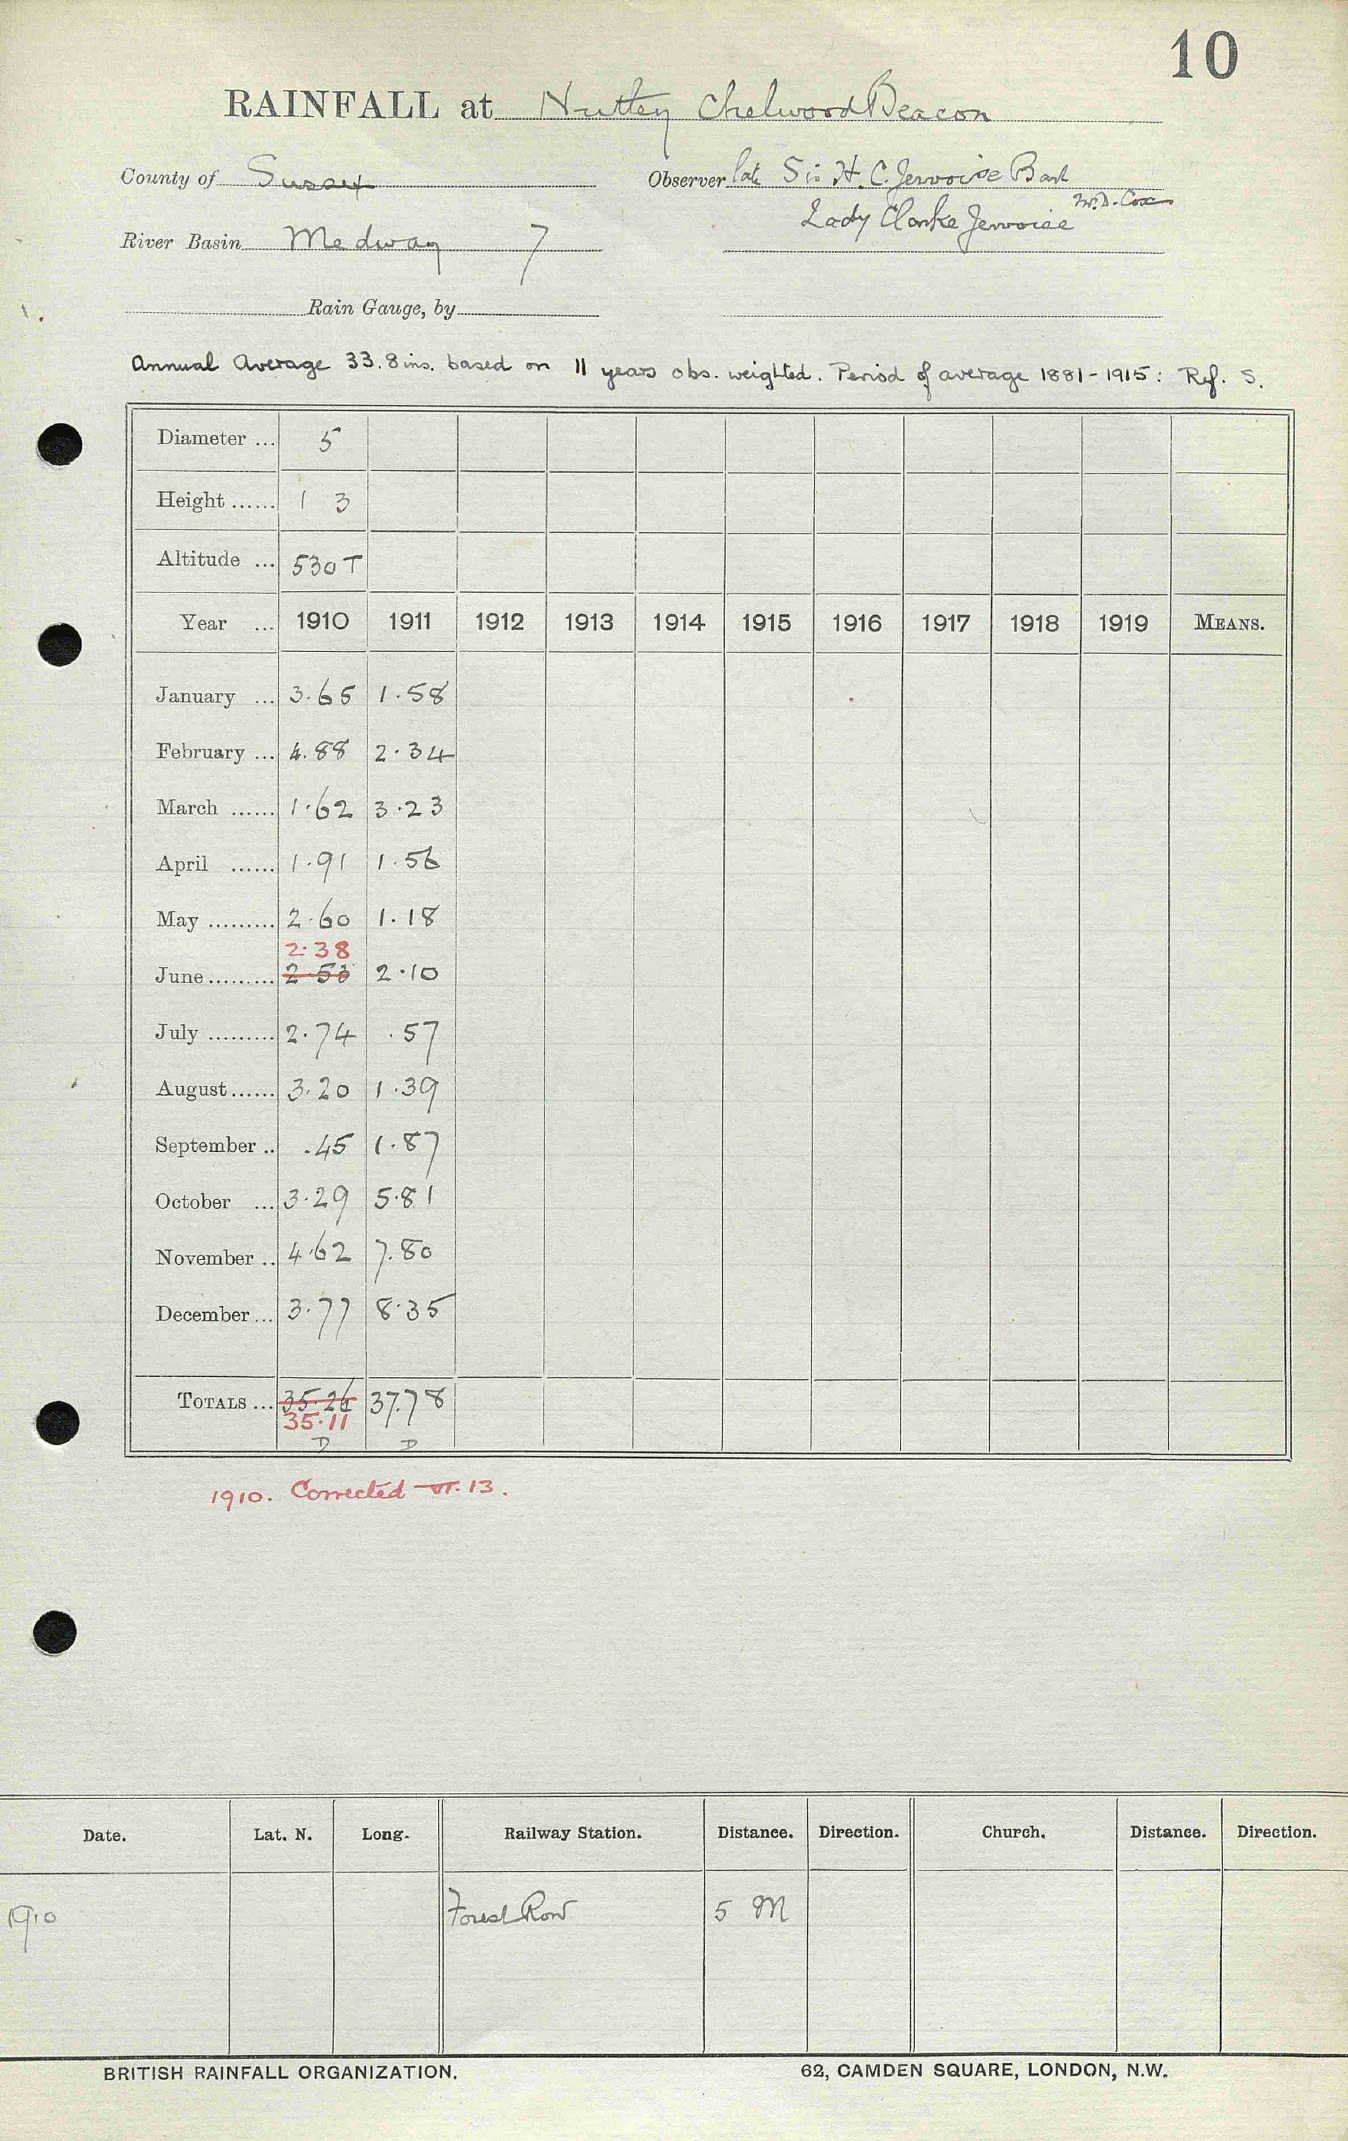 10
RAINFALL at Nutley Chelwood Beacon
County of Sussex Observer late Sir H. C. Jervoise Bart
W. D. Cox
River Basin Medway 7 Lady Clarke Jervoise
Rain Gauge, by
Annual Average 33.8 ins. based on 11 years obs. weighted. Period of average 1881-1915: Ref. S.
Diameter ... 5
Height ...... 1 3
Altitude ... 530 T
Year ... 1910 1911 1912 1913 1914 1915 1916 1917 1918 1919 MEANS.
January ... 3.65 1.58
February ... 4.88 2.34
March ...... 1.62 3.23
April ...... 1.91 1.56
May ......... 2.60 1.18
2.38
June ......... 2.53 2.10
July ......... 2.74 .57
August ...... 3.20 1.39
September .. .45 1.87
October ... 3.29 5.81
November .. 4.62 7.80
December ... 3.77 8.35
TOTALS ... 35.26 37.78
35.11
D D
1910. Corrected 13.
Date. Lat. N. Long. Railway Station. Distance. Direction. Church. Distance. Direction.
1910 Forest Row 5 M
BRITISH RAINFALL ORGANIZATION. 62, CAMDEN SQUARE, LONDON, N.W.